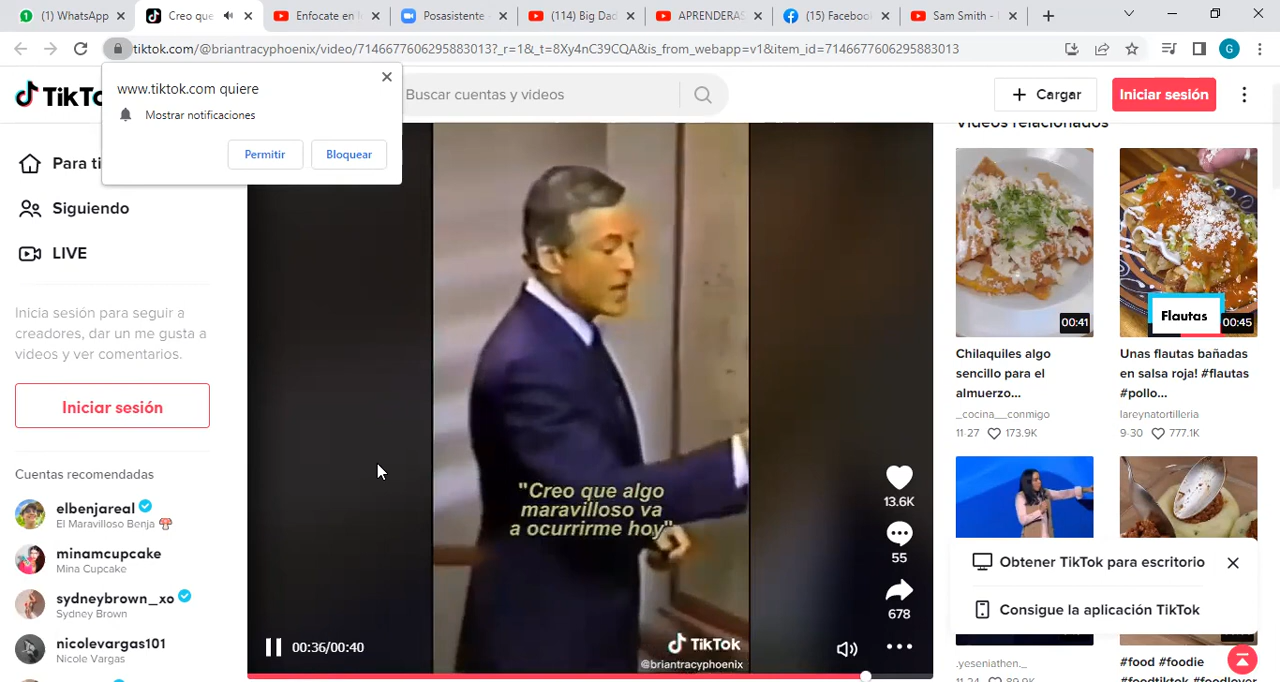 (1) WhatsApp
Creo que
Enfocate en M
Posasistente -
(114) Big Dad
APRENDERAS
(15) Facebook
Sam Smith -
tiktok.com/@briantracyphoenix/video/7146677606295883013?_r=1&_t=8Xy4nC39CQA&is_from_webapp=v1&item_id=7146677606295883013
G
www.tiktok.com quiere
Mostrar notificaciones
Permitir
Bloquear
TikTo
Buscar cuentas y videos
Cargar
Iniciar sesión
Para ti
Siguiendo
LIVE
Inicia sesión para seguir a
creadores, dar un me gusta a
videos y ver comentarios.
Iniciar sesión
Cuentas recomendadas
elbenjareal
El Maravilloso Benja
minamcupcake
Mina Cupcake
sydneybrown_xo
Sydney Brown
nicolevargas101
Nicole Vargas
"Creo que algo
maravilloso va
a ocurrirme hoy"
13.6K
55
678
00:36/00:40
TikTok
@briantracyphoenix
Videos relacionados
00:41
Chilaquiles algo
sencillo para el
almuerzo...
_cocina__conmigo
11-27
173.9K
Flautas
00:45
Unas flautas bañadas
en salsa roja! #flautas
#pollo...
lareynatortilleria
9-30
777.1K
Obtener TikTok para escritorio
Consigue la aplicación TikTok
.yeseniathen._
11-24
89.9K
#food #foodie
#foodtiktok #foodlover